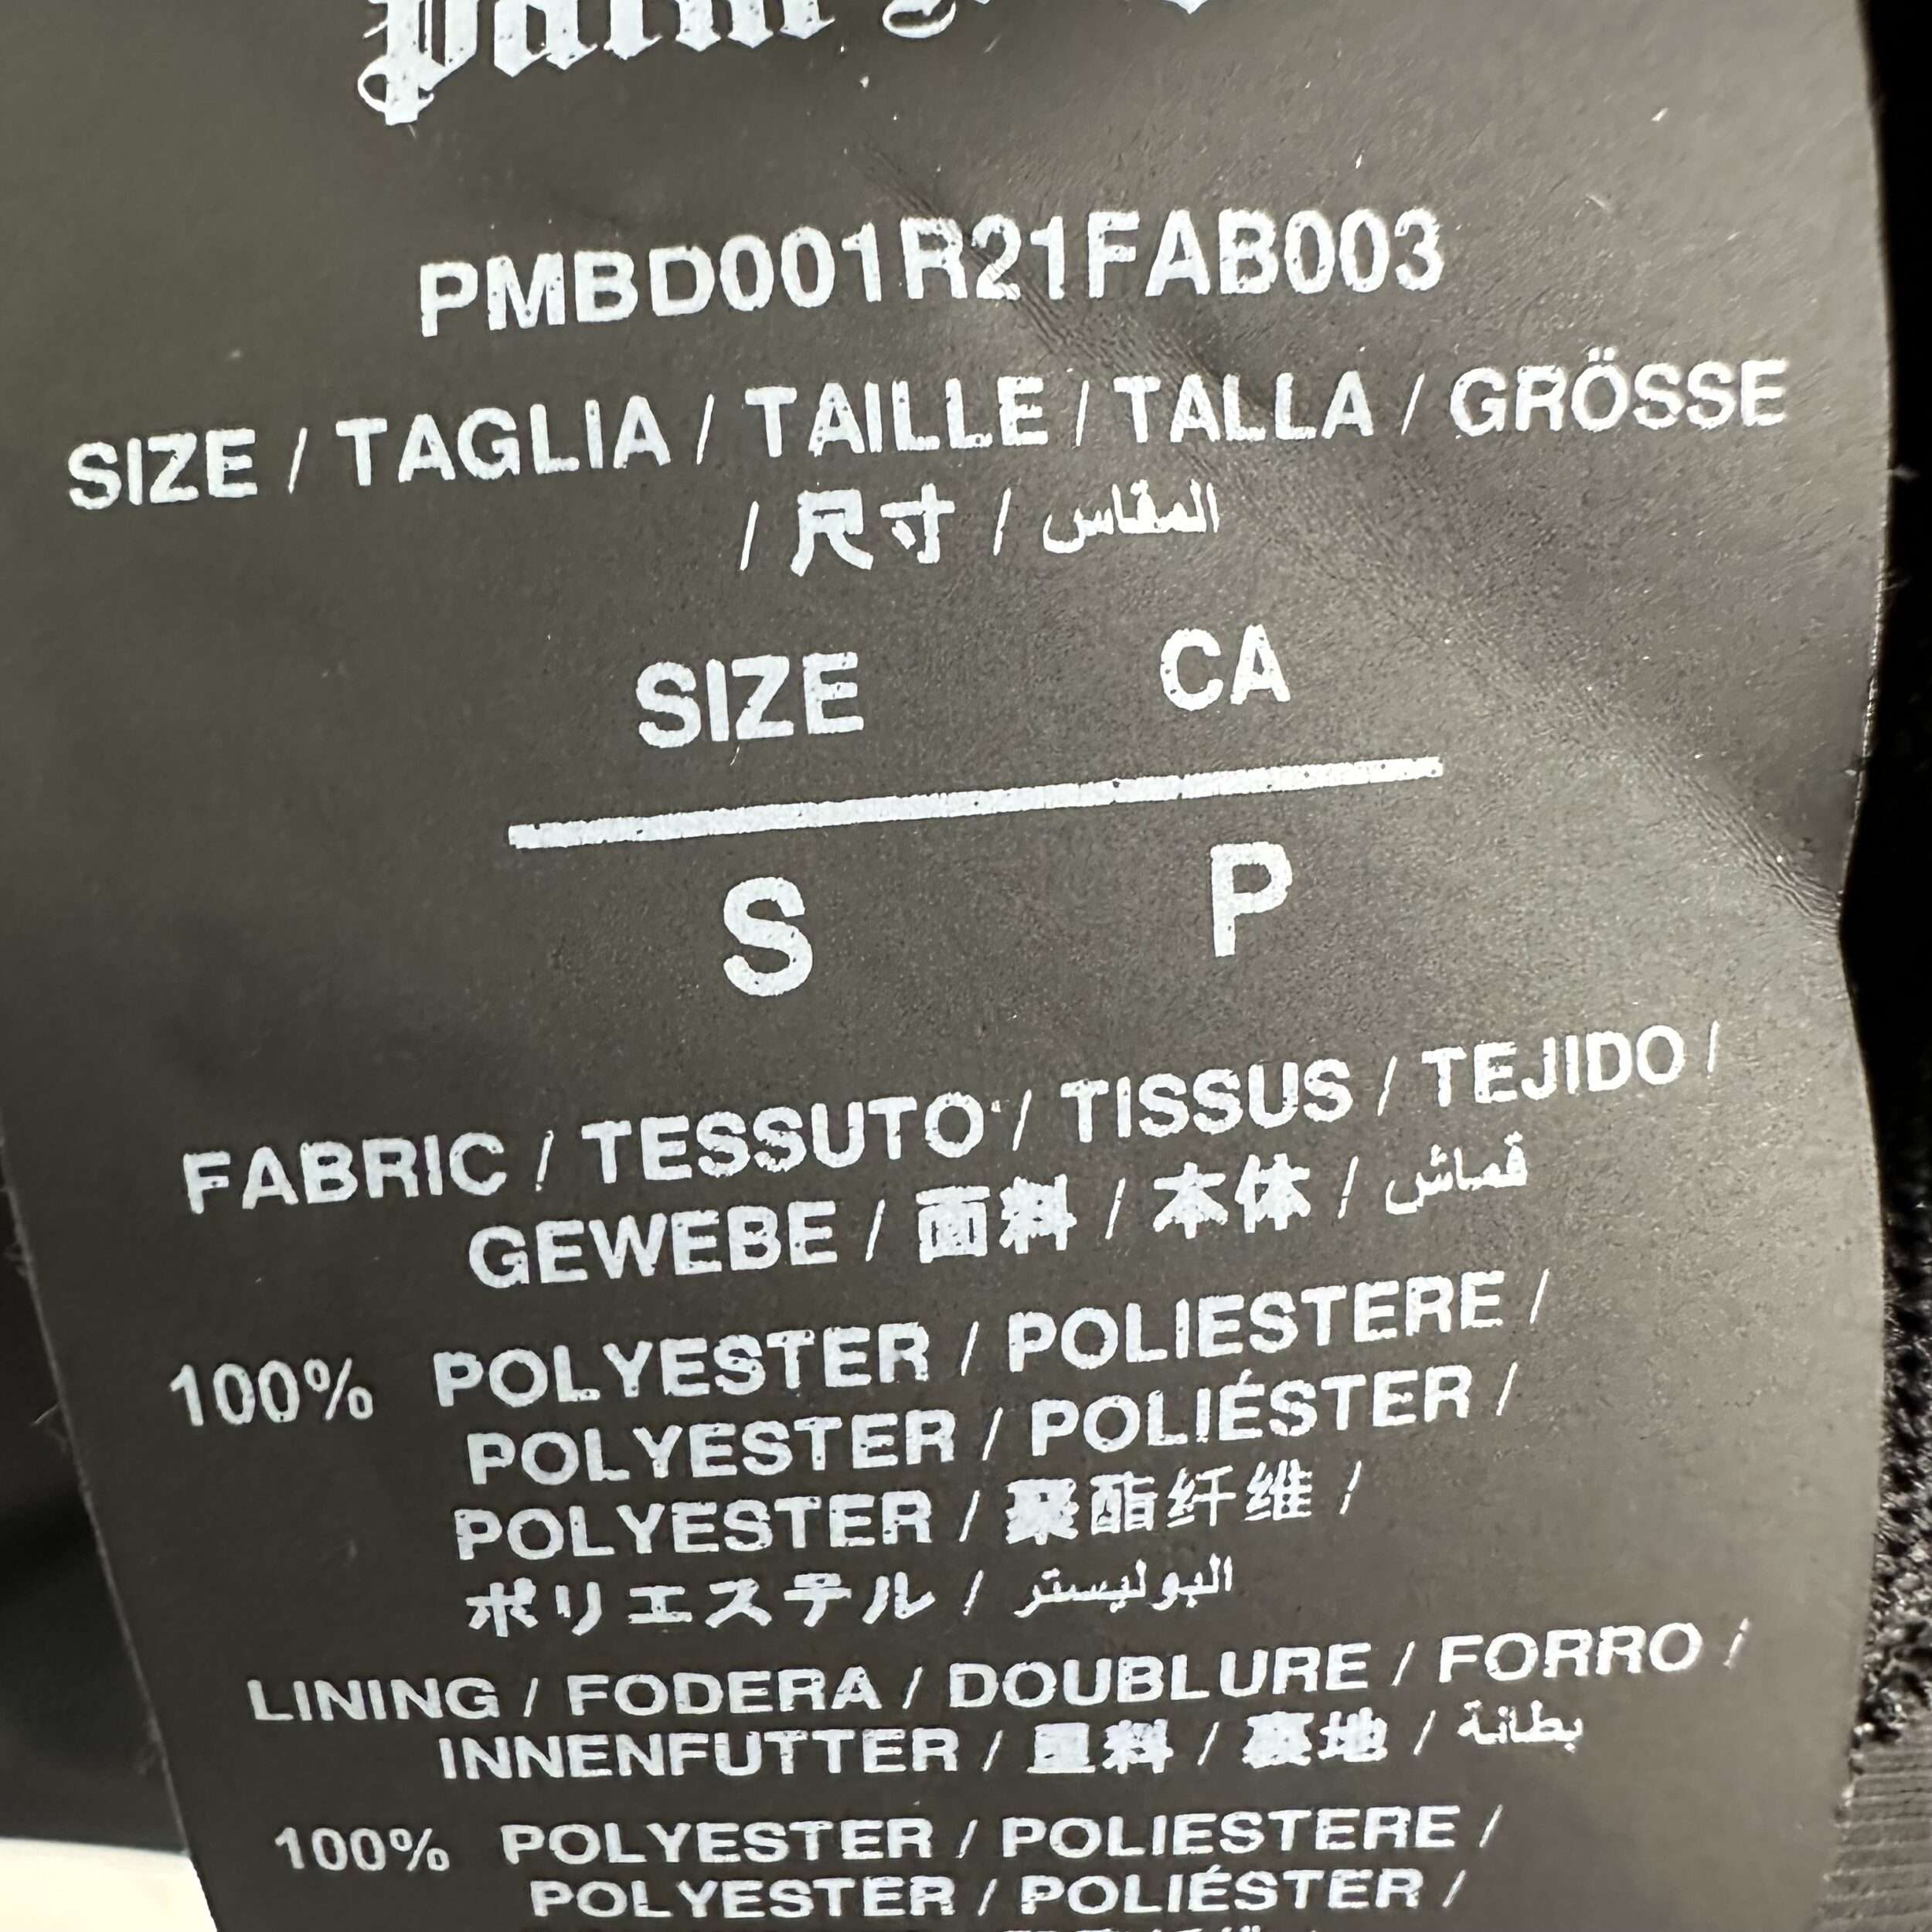 Palm
PMBD001R21FAB003
SIZE / TAGLIA / TAILLE / TALLA / GRÖSSE
/ 尺寸 / المقاس
SIZE CA
S P
FABRIC / TESSUTO / TISSUS / TEJIDO /
GEWEBE / 面料 / 本体 / قماش
100% POLYESTER / POLIESTERE /
POLYESTER / POLIÉSTER /
POLYESTER / 聚酯纤维 /
ポリエステル / البوليستر
LINING / FODERA / DOUBLURE / FORRO /
INNENFUTTER / 里料 / 裏地 / بطانة
100% POLYESTER / POLIESTERE /
POLYESTER / POLIÉSTER /